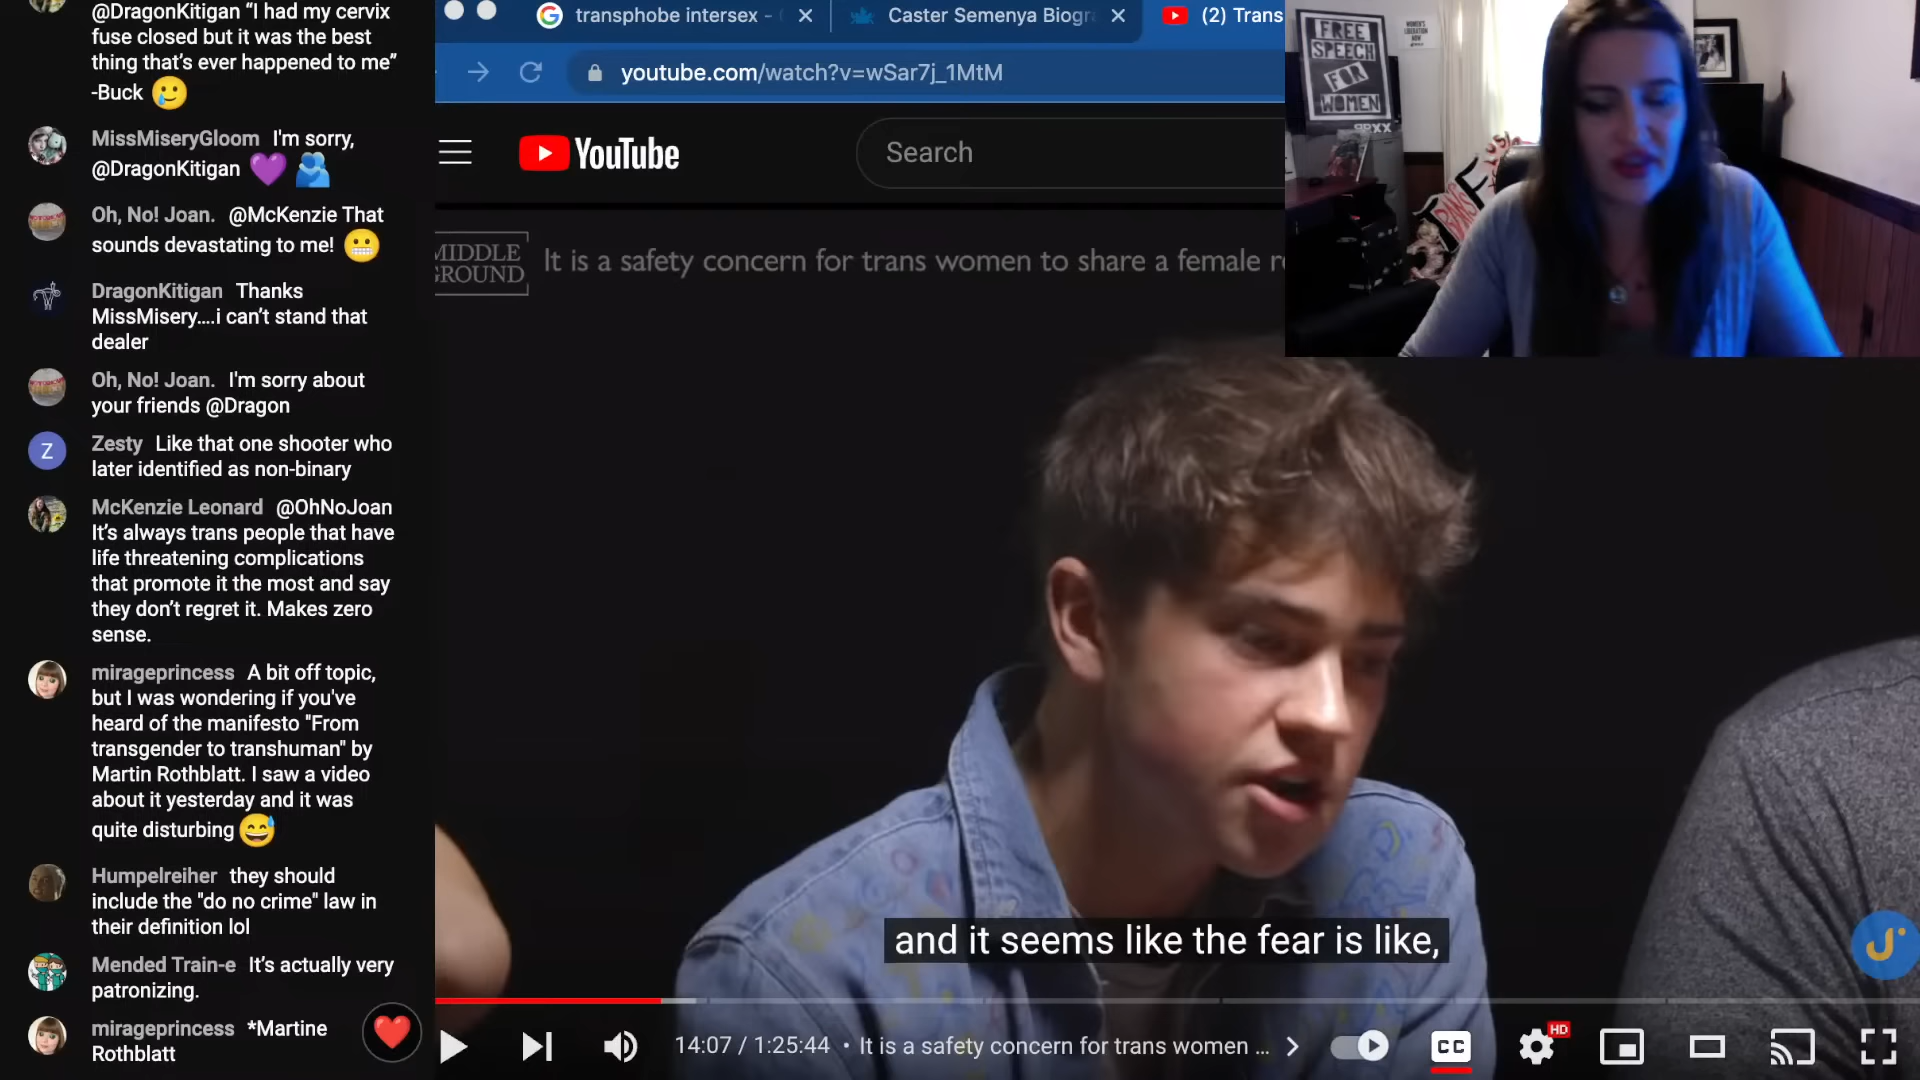 @DragonKitigan “I had my cervix
fuse closed but it was the best
thing that’s ever happened to me”
-Buck
MissMiseryGloom I'm sorry,
@DragonKitigan
Oh, No! Joan. @McKenzie That
sounds devastating to me!
DragonKitigan Thanks
MissMisery....i can’t stand that
dealer
Oh, No! Joan. I'm sorry about
your friends @Dragon
Z
Zesty Like that one shooter who
later identified as non-binary
McKenzie Leonard @OhNoJoan
It’s always trans people that have
life threatening complications
that promote it the most and say
they don’t regret it. Makes zero
sense.
mirageprincess A bit off topic,
but I was wondering if you've
heard of the manifesto "From
transgender to transhuman" by
Martin Rothblatt. I saw a video
about it yesterday and it was
quite disturbing
Humpelreiher they should
include the "do no crime" law in
their definition lol
Mended Train-e It’s actually very
patronizing.
mirageprincess *Martine
Rothblatt
transphobe intersex -
Caster Semenya Biogr
(2) Trans
youtube.com/watch?v=wSar7j_1MtM
YouTube
Search
MIDDLE
GROUND
It is a safety concern for trans women to share a female r
FREE
SPEECH
FOR
WOMEN
WOMEN'S
LIBERATION
NOW
and it seems like the fear is like,
14:07 / 1:25:44 • It is a safety concern for trans women ...
CC
HD